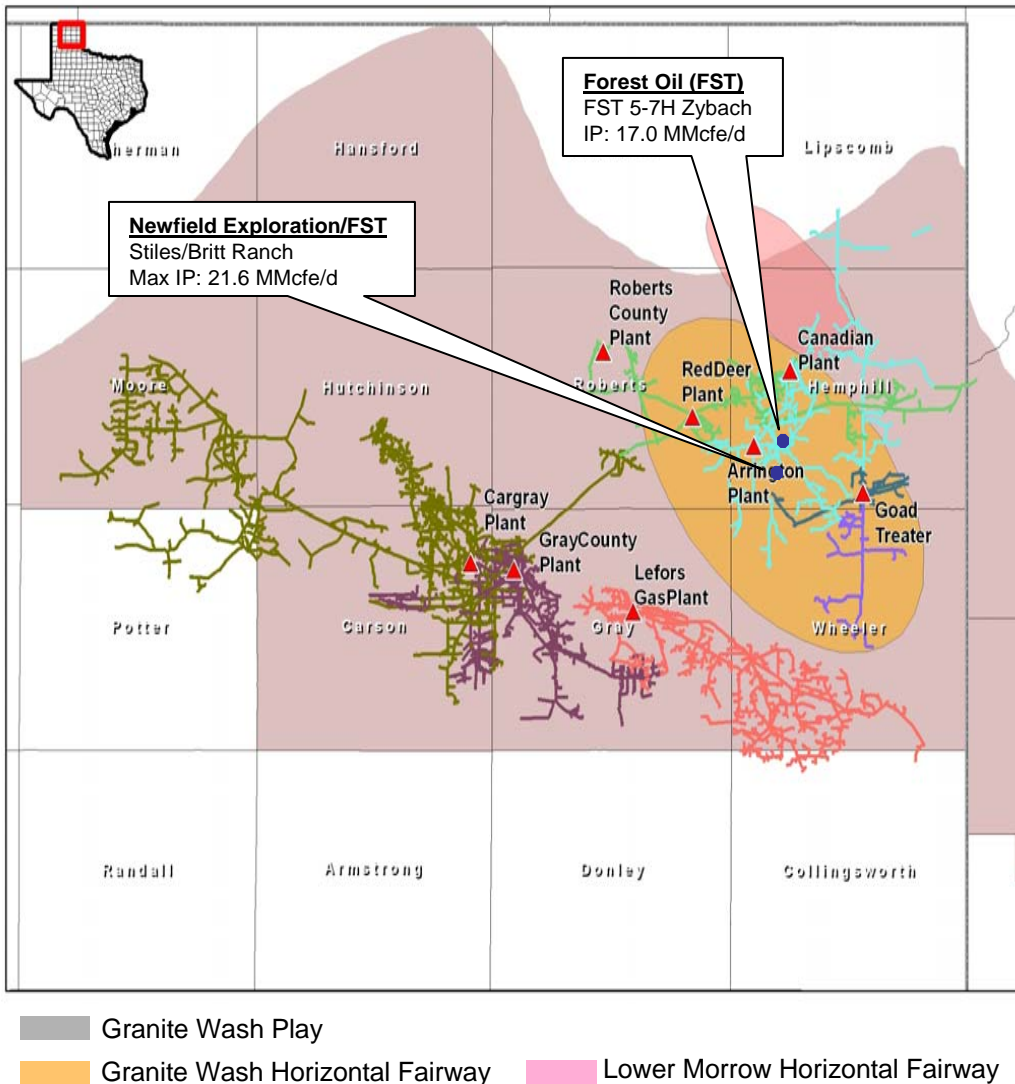 herman
Hansford
Lipscomb
Forest Oil (FST)
FST 5-7H Zybach
IP: 17.0 MMcfe/d
Newfield Exploration/FST
Stiles/Britt Ranch
Max IP: 21.6 MMcfe/d
Roberts
County
Plant
Canadian
Plant
RedDeer
Plant
Moore
Hutchinson
Roberts
Hemphill
Arrington
Plant
Goad
Treater
Cargray
Plant
GrayCounty
Plant
Lefors
GasPlant
Potter
Carson
Gray
Wheeler
Randall
Armstrong
Donley
Collingsworth
Granite Wash Play
Granite Wash Horizontal Fairway
Lower Morrow Horizontal Fairway